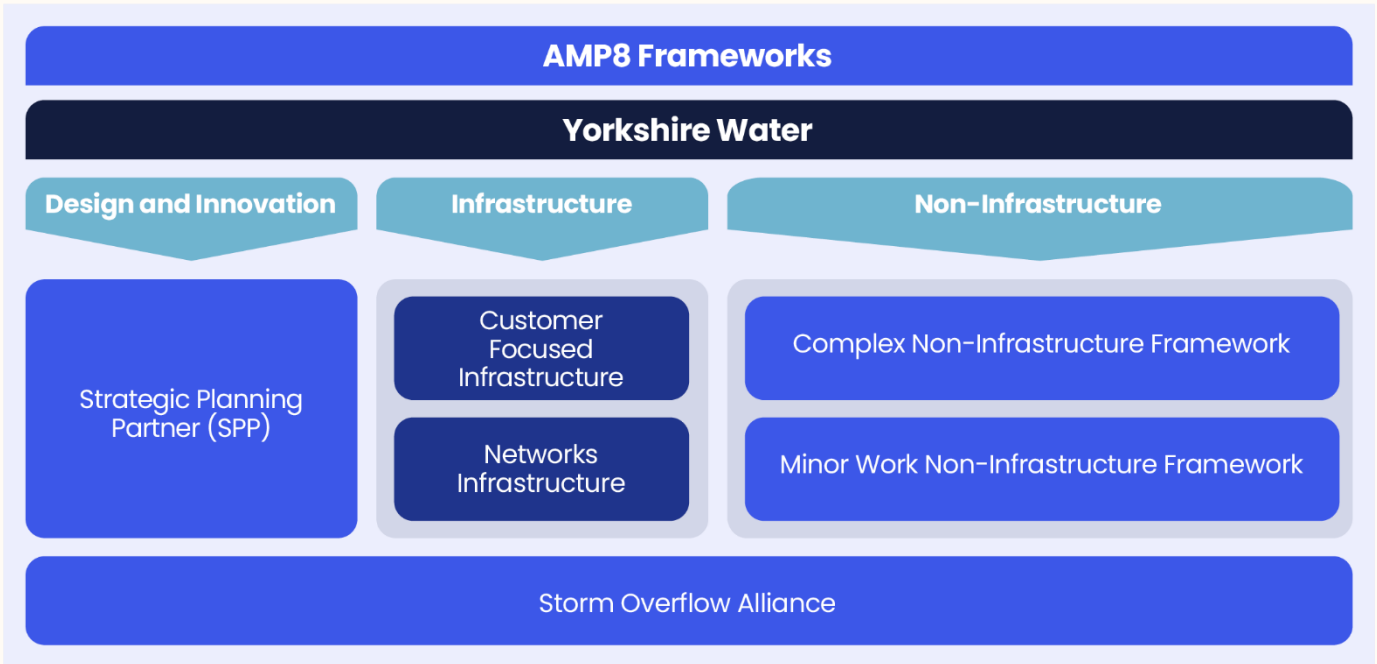 AMP8 Frameworks
Yorkshire Water
Design and Innovation
Infrastructure
Non-Infrastructure
Strategic Planning
Partner (SPP)
Customer
Focused
Infrastructure
Networks
Infrastructure
Complex Non-Infrastructure Framework
Minor Work Non-Infrastructure Framework
Storm Overflow Alliance